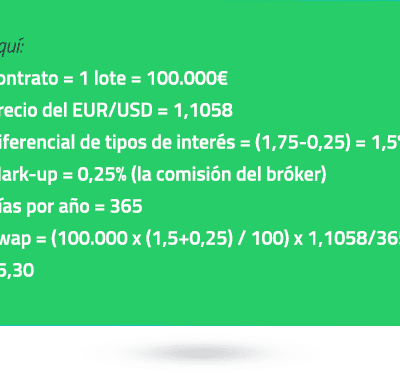 quí:
ontrato = 1 lote = 100.000€
recio del EUR/USD = 1,1058
iferencial de tipos de interés = (1,75-0,25) = 1,5%
ark-up = 0,25% (la comisión del bróker)
ías por año = 365
wap = (100.000 x (1,5+0,25) / 100) x 1,1058/365
5,30